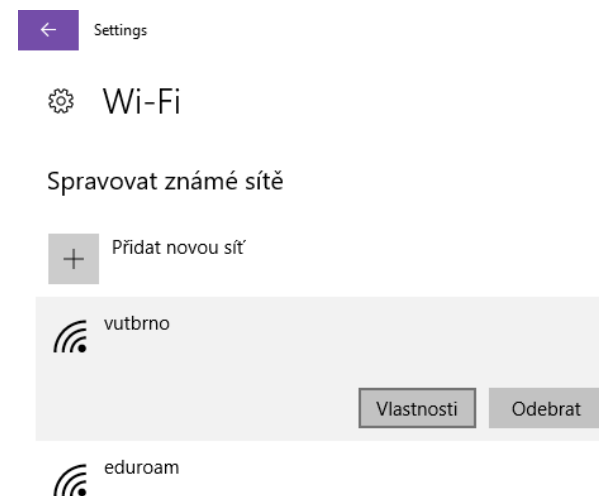 Settings
Wi-Fi
Spravovat známé sítě
Přidat novou síť
vutbrno
Vlastnosti Odebrat
eduroam